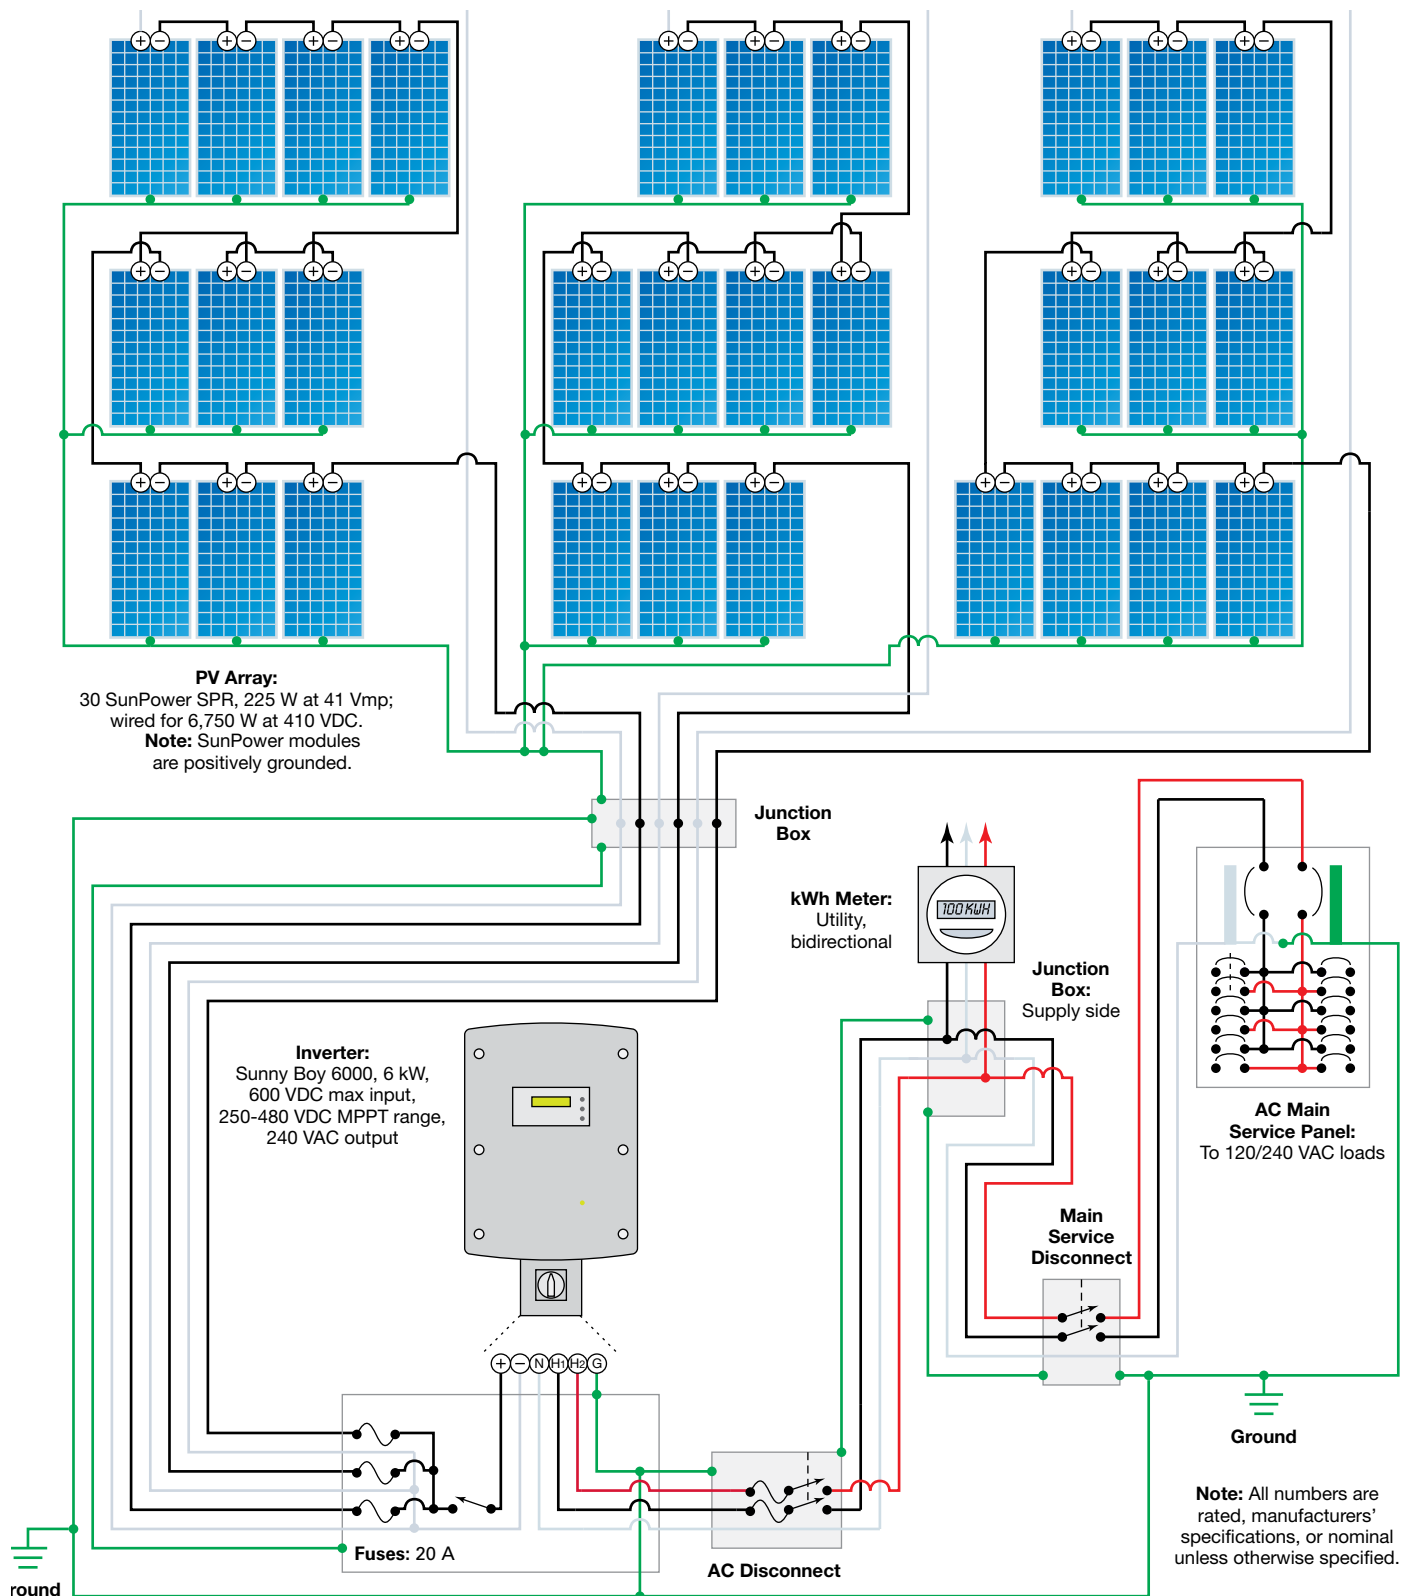 PV Array:
30 SunPower SPR, 225 W at 41 Vmp;
wired for 6,750 W at 410 VDC.
Note: SunPower modules
are positively grounded.
Junction
Box
kWh Meter:
Utility,
bidirectional
100 KWH
Junction
Box:
Supply side
Inverter:
Sunny Boy 6000, 6 kW,
600 VDC max input,
250-480 VDC MPPT range,
240 VAC output
AC Main
Service Panel:
To 120/240 VAC loads
Main
Service
Disconnect
+ − N H1 H2 G
Ground
Fuses: 20 A
AC Disconnect
Note: All numbers are
rated, manufacturers’
specifications, or nominal
unless otherwise specified.
round